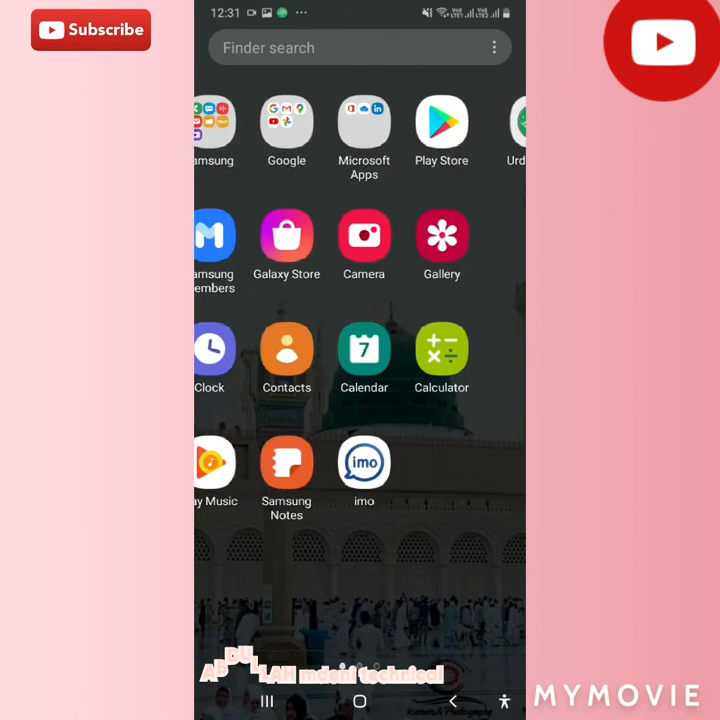 Subscribe
12:31
Finder search
amsung
Google
Microsoft
Apps
Play Store
Urd
amsung
embers
Galaxy Store
Camera
Gallery
Clock
Contacts
7
Calendar
Calculator
ay Music
Samsung
Notes
imo
imo
ABDULLAH mdeni technical
MYMOVIE